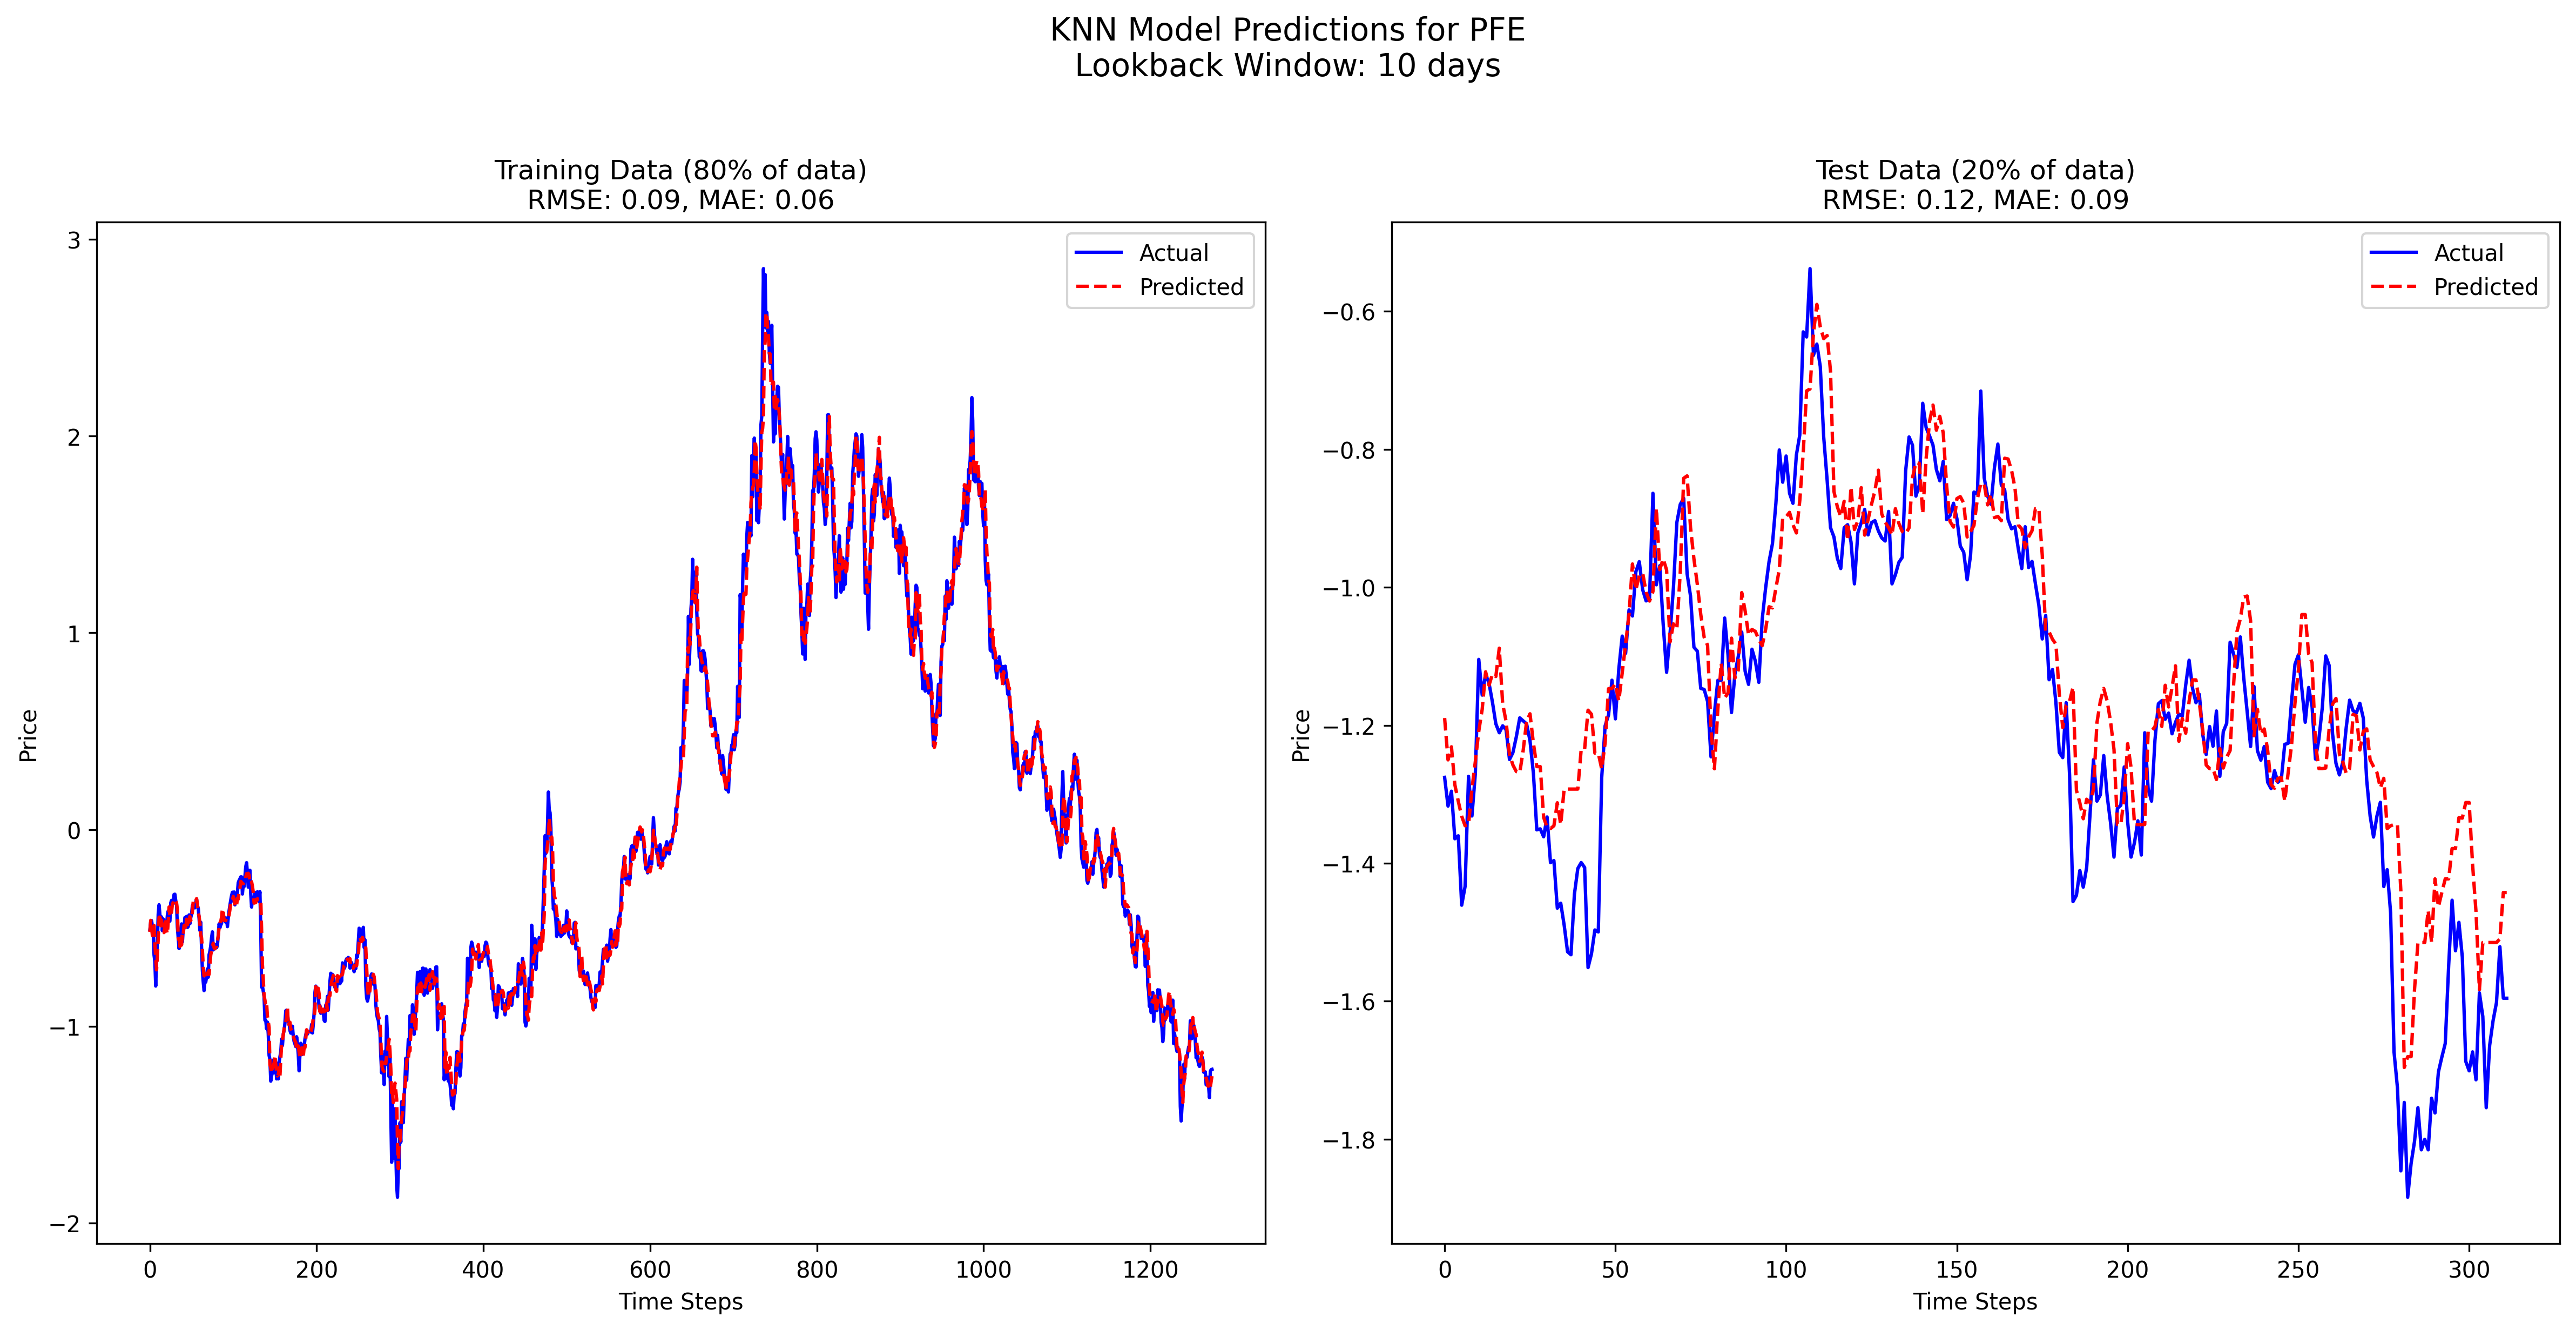 KNN Model Predictions for PFE
Lookback Window: 10 days
Training Data (80% of data)
RMSE: 0.09, MAE: 0.06
3
2
1
0
−1
−2
Price
0
200
400
600
800
1000
1200
Time Steps
Actual
Predicted
Test Data (20% of data)
RMSE: 0.12, MAE: 0.09
−0.6
−0.8
−1.0
−1.2
−1.4
−1.6
−1.8
Price
0
50
100
150
200
250
300
Time Steps
Actual
Predicted